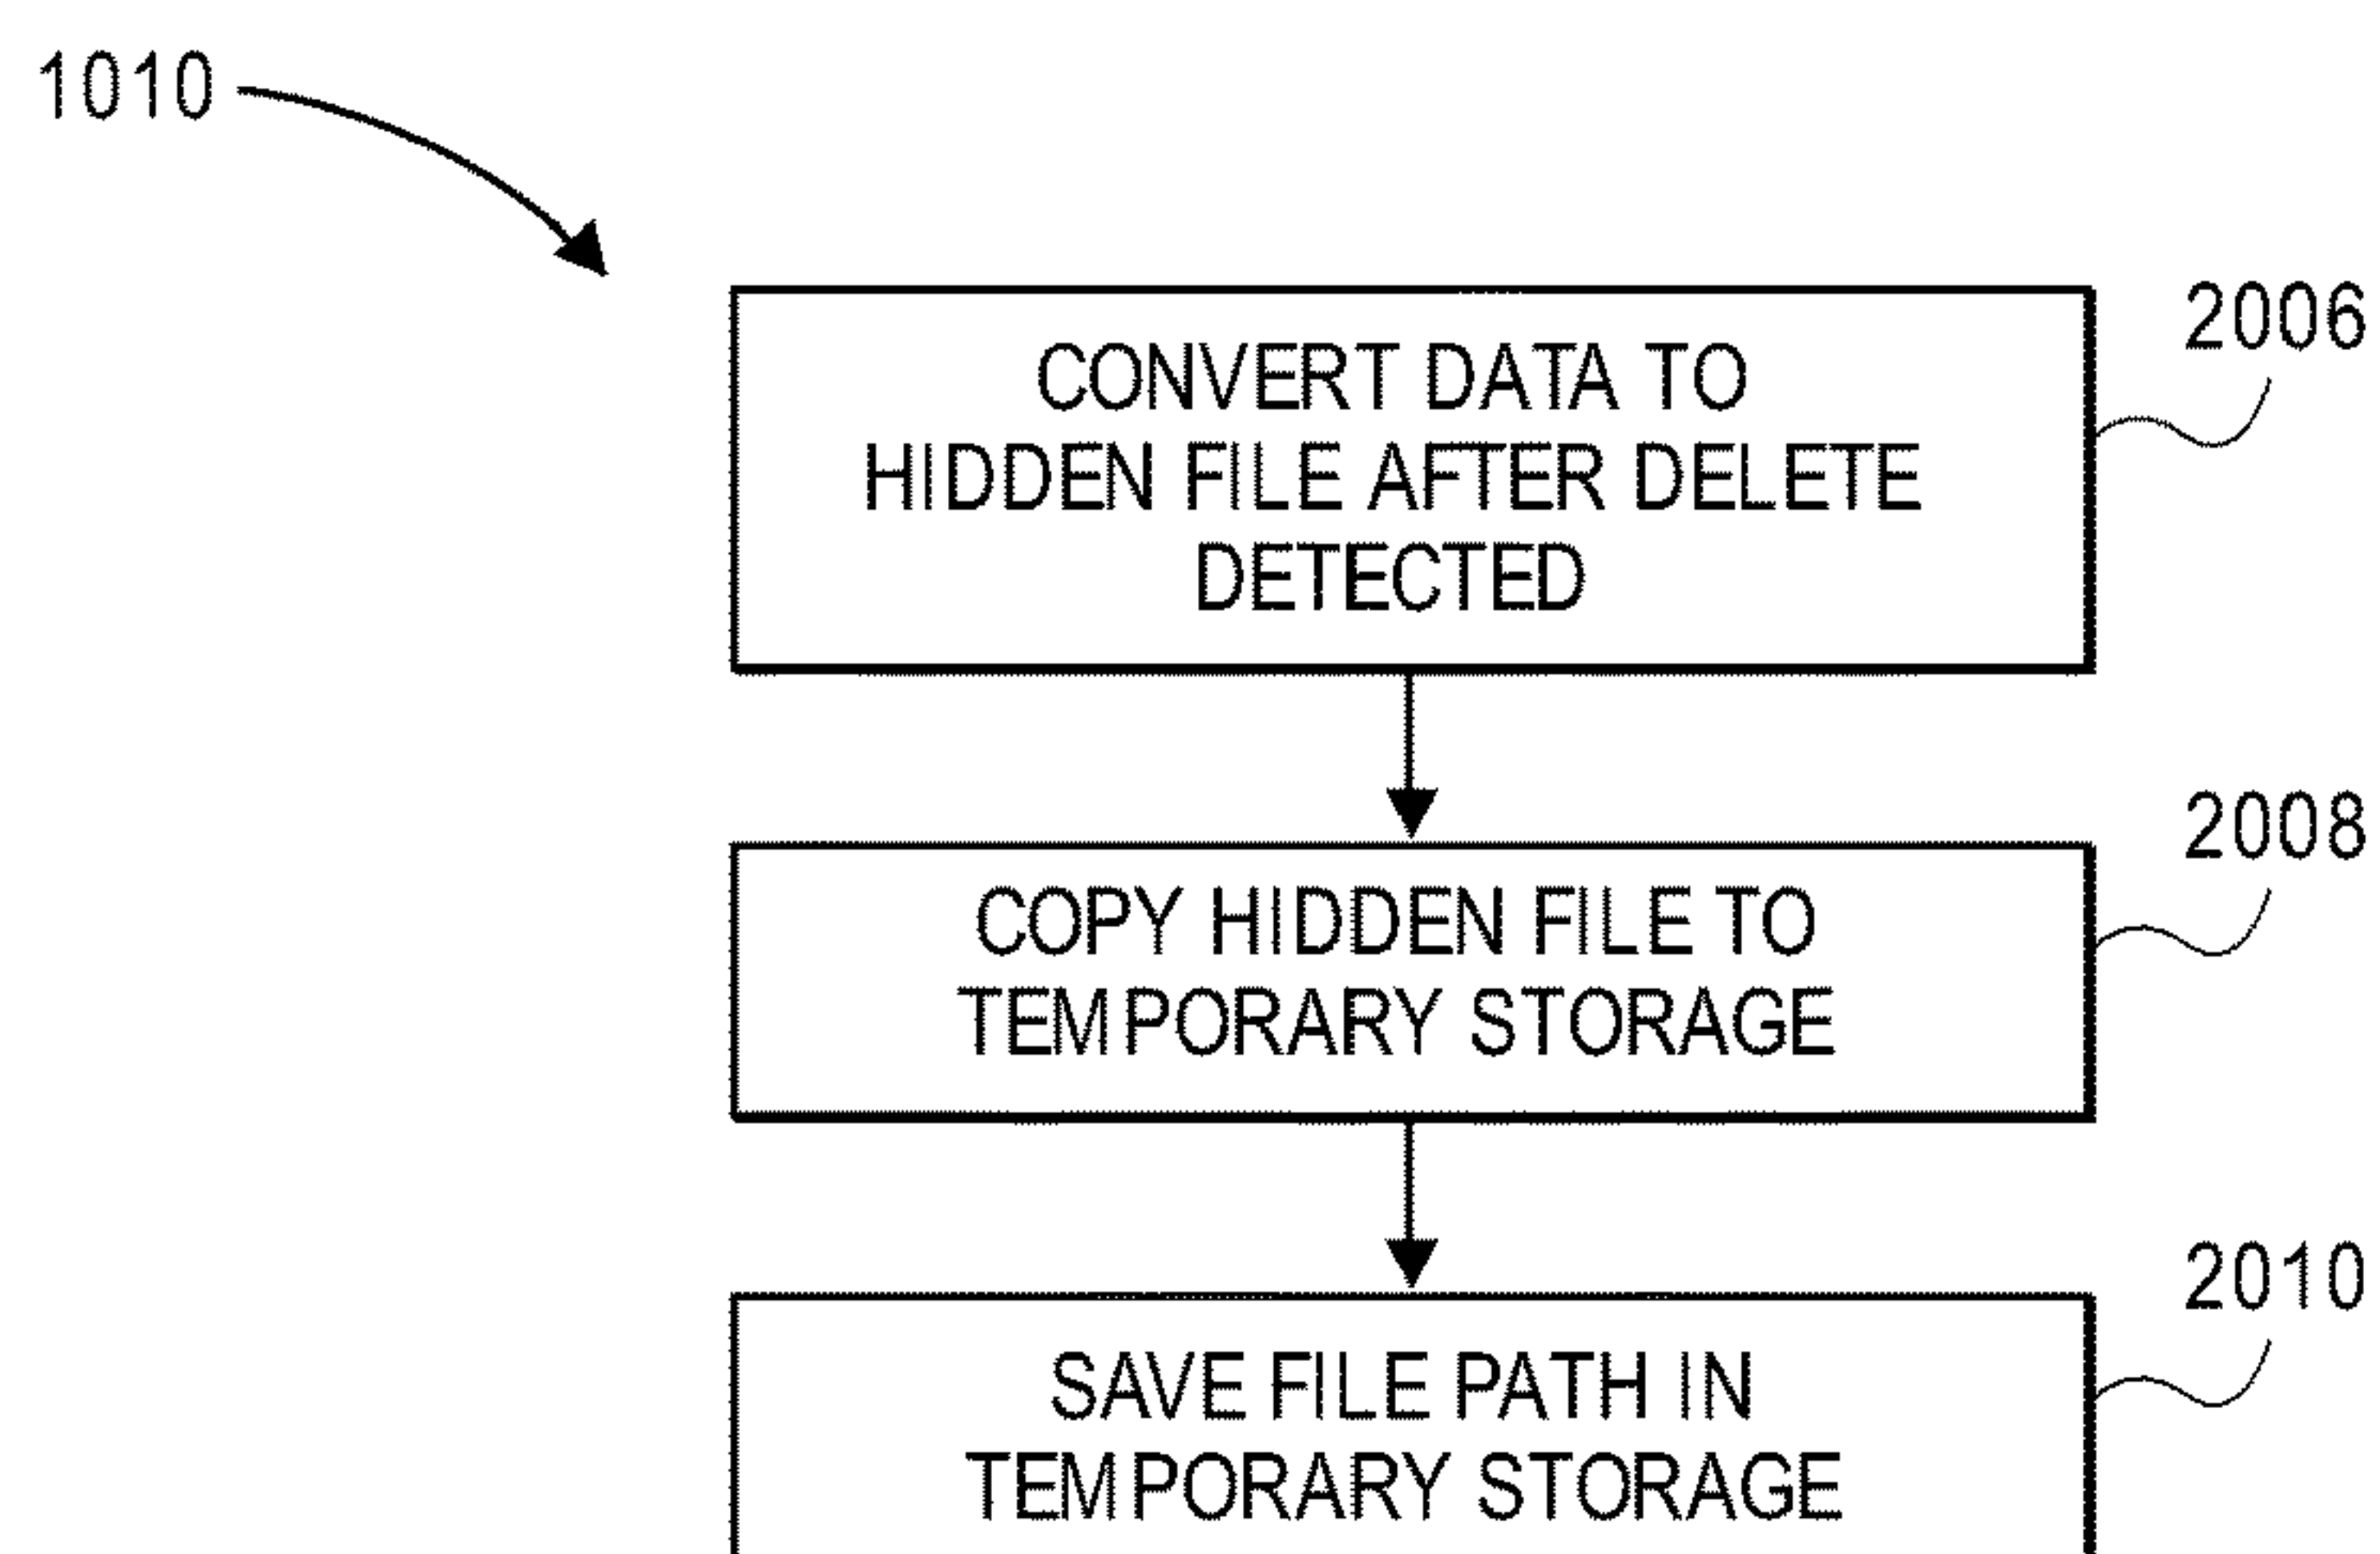 1010
2006
CONVERT DATA TO
HIDDEN FILE AFTER DELETE
DETECTED
2008
COPY HIDDEN FILE TO
TEMPORARY STORAGE
2010
SAVE FILE PATH IN
TEMPORARY STORAGE